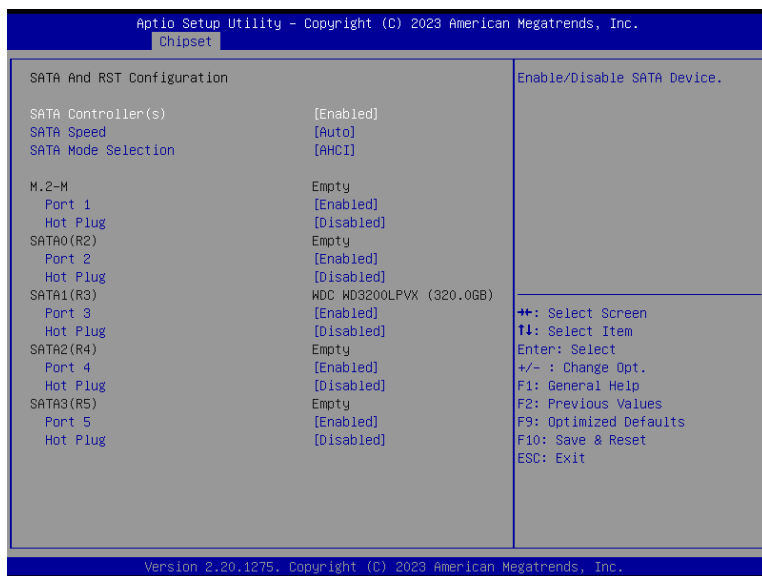 Aptio Setup Utility – Copyright (C) 2023 American Megatrends, Inc.
Chipset
SATA And RST Configuration
SATA Controller(s) [Enabled]
SATA Speed [Auto]
SATA Mode Selection [AHCI]
M.2-M Empty
Port 1 [Enabled]
Hot Plug [Disabled]
SATA0(R2) Empty
Port 2 [Enabled]
Hot Plug [Disabled]
SATA1(R3) WDC WD3200LPVX (320.0GB)
Port 3 [Enabled]
Hot Plug [Disabled]
SATA2(R4) Empty
Port 4 [Enabled]
Hot Plug [Disabled]
SATA3(R5) Empty
Port 5 [Enabled]
Hot Plug [Disabled]
Enable/Disable SATA Device.
→←: Select Screen
↑↓: Select Item
Enter: Select
+/- : Change Opt.
F1: General Help
F2: Previous Values
F9: Optimized Defaults
F10: Save & Reset
ESC: Exit
Version 2.20.1275. Copyright (C) 2023 American Megatrends, Inc.